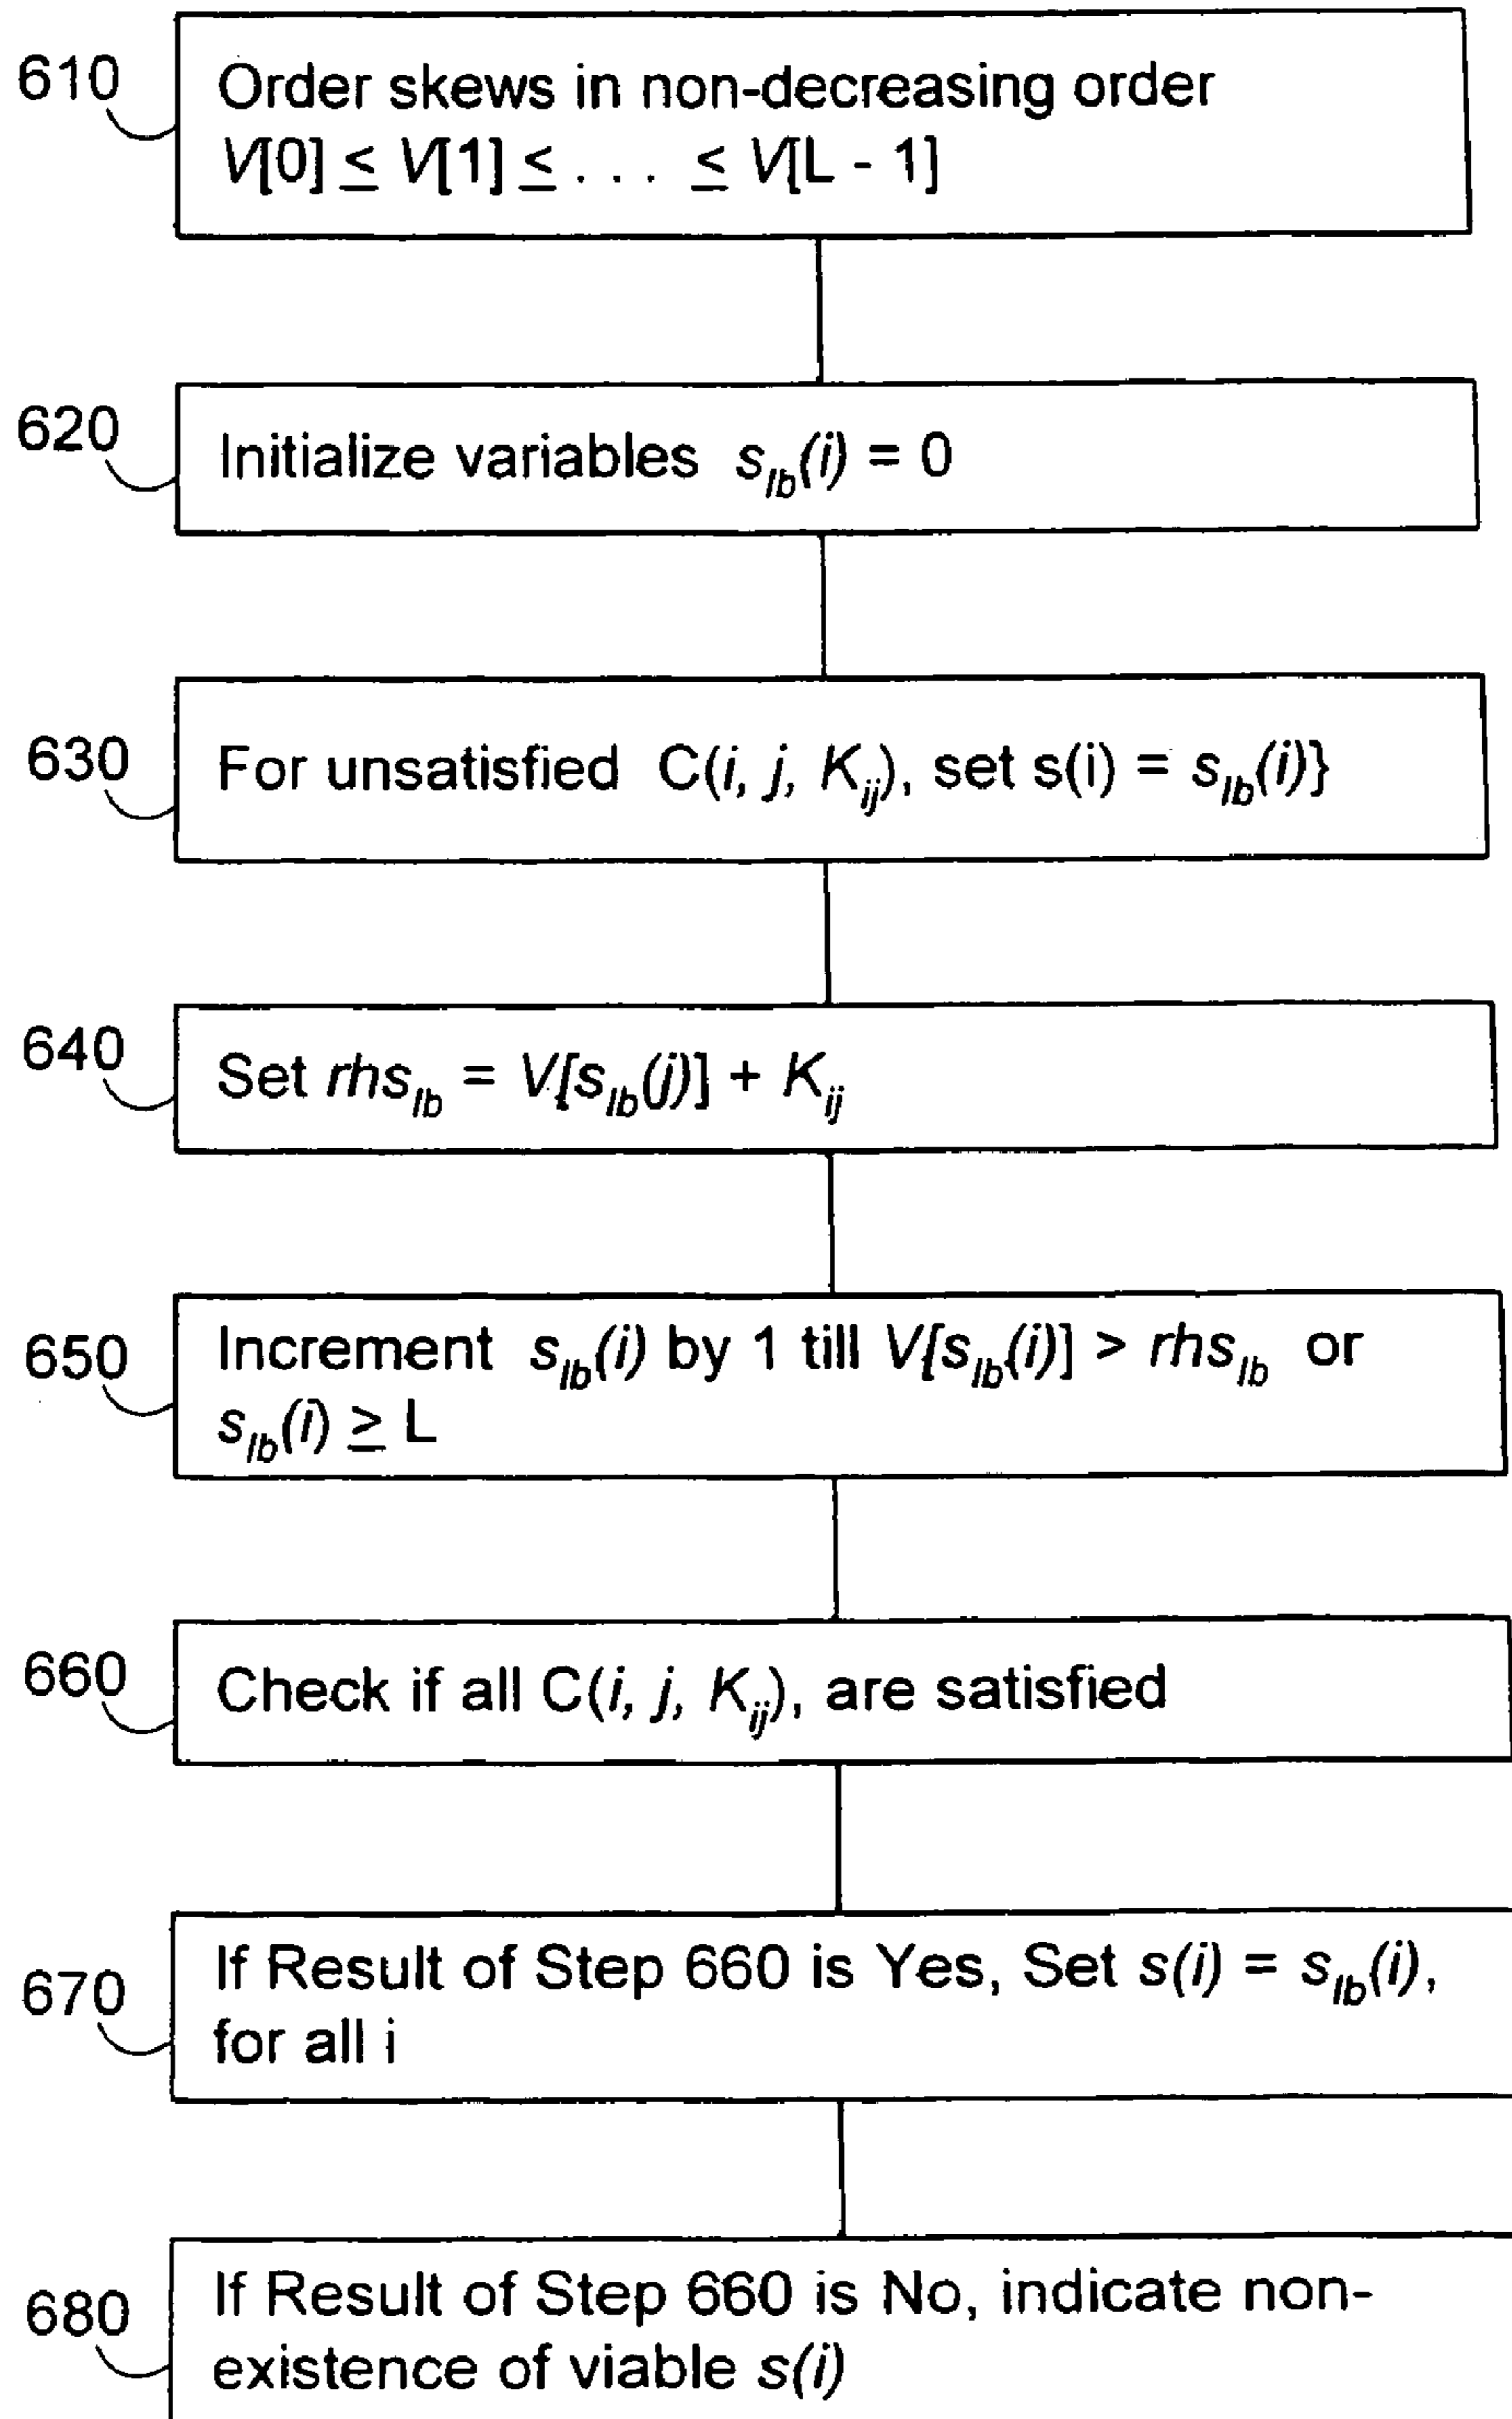 610
Order skews in non-decreasing order
V[0] ≤ V[1] ≤ . . . ≤ V[L - 1]
620
Initialize variables s_lb(i) = 0
630
For unsatisfied C(i, j, K_ij), set s(i) = s_lb(i)}
640
Set rhs_lb = V[s_lb(j)] + K_ij
650
Increment s_lb(i) by 1 till V[s_lb(i)] > rhs_lb or
s_lb(i) ≥ L
660
Check if all C(i, j, K_ij), are satisfied
670
If Result of Step 660 is Yes, Set s(i) = s_lb(i),
for all i
680
If Result of Step 660 is No, indicate non-
existence of viable s(i)